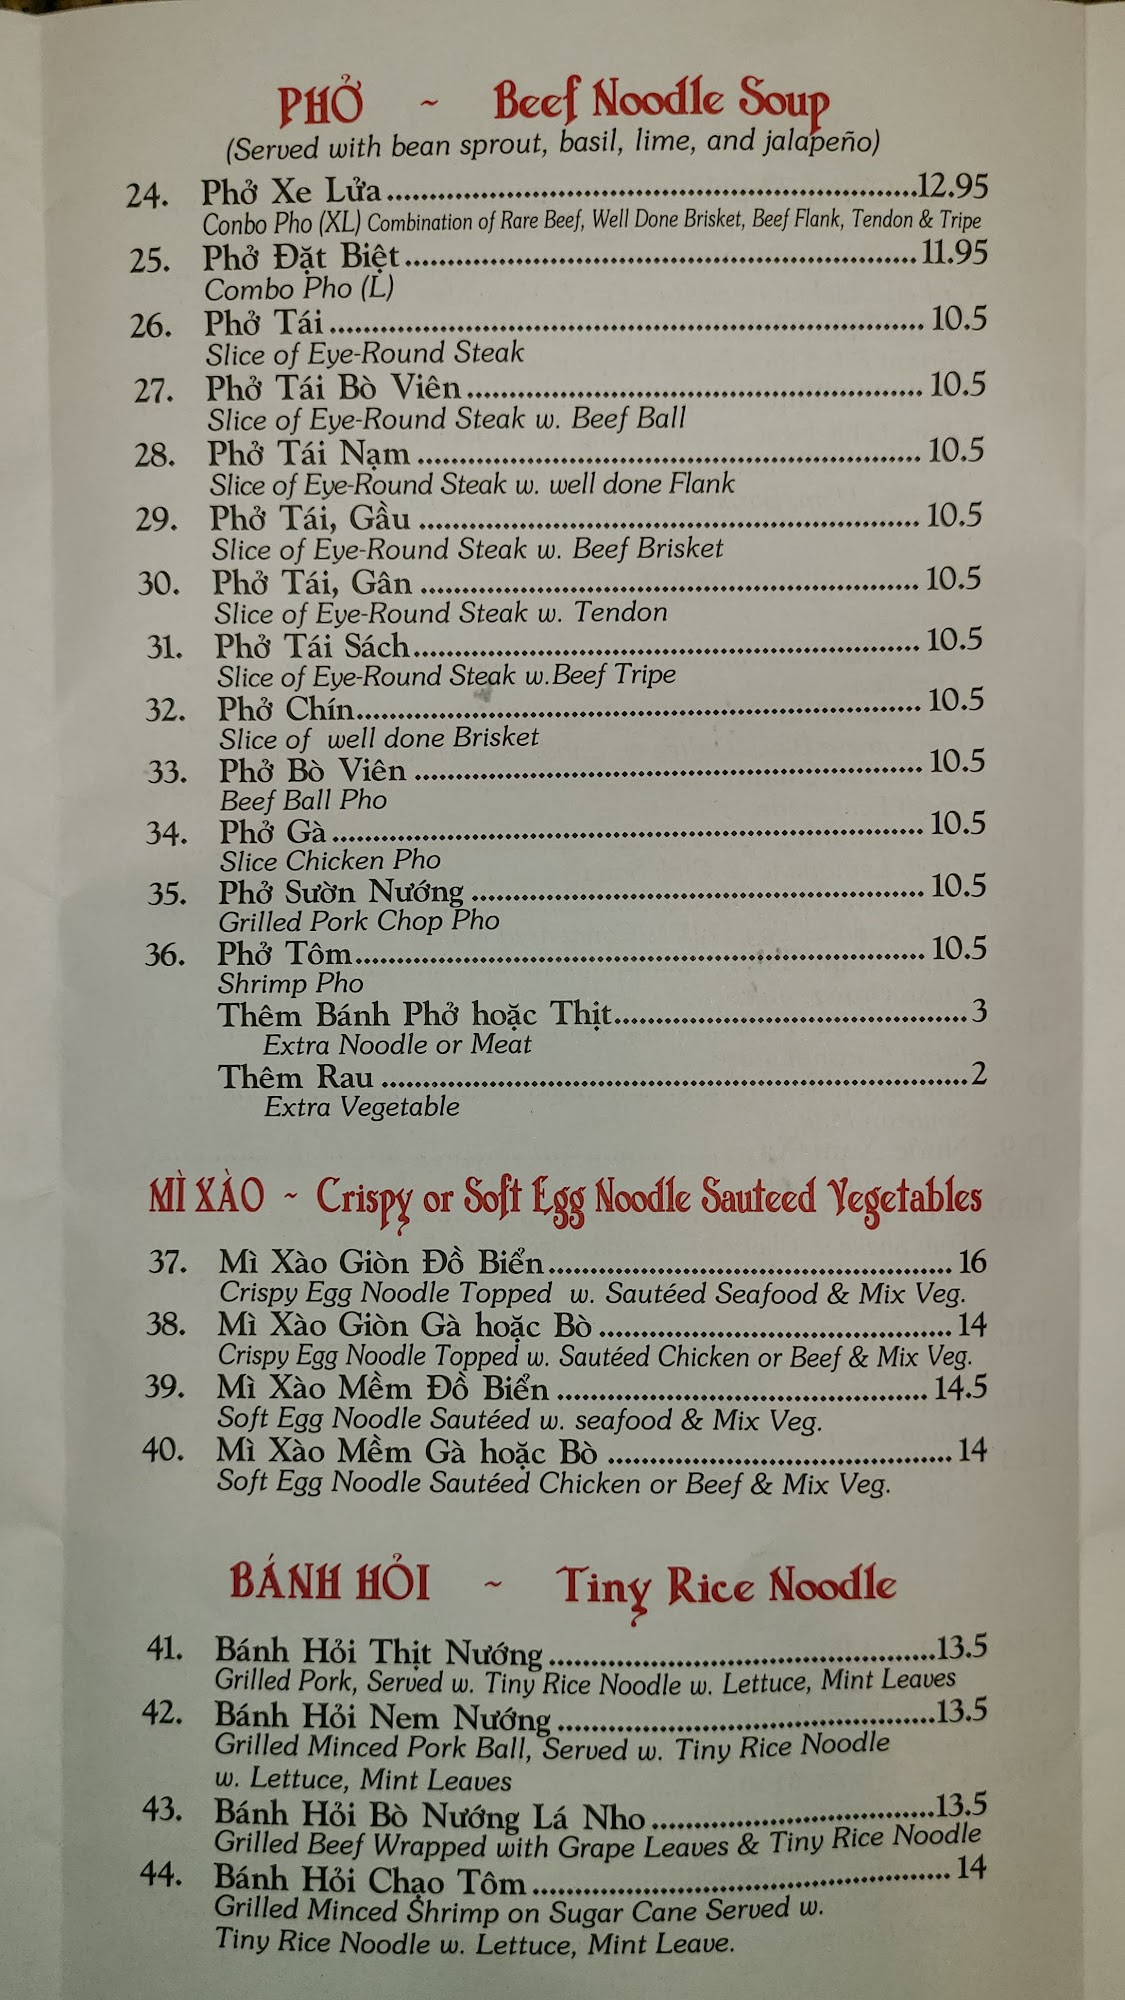 PHỞ ~ Beef Noodle Soup
(Served with bean sprout, basil, lime, and jalapeño)
24. Phở Xe Lửa 12.95
Conbo Pho (XL) Combination of Rare Beef, Well Done Brisket, Beef Flank, Tendon & Tripe
25. Phở Đặt Biệt 11.95
Combo Pho (L)
26. Phở Tái 10.5
Slice of Eye-Round Steak
27. Phở Tái Bò Viên 10.5
Slice of Eye-Round Steak w. Beef Ball
28. Phở Tái Nạm 10.5
Slice of Eye-Round Steak w. well done Flank
29. Phở Tái, Gầu 10.5
Slice of Eye-Round Steak w. Beef Brisket
30. Phở Tái, Gân 10.5
Slice of Eye-Round Steak w. Tendon
31. Phở Tái Sách 10.5
Slice of Eye-Round Steak w.Beef Tripe
32. Phở Chín 10.5
Slice of well done Brisket
33. Phở Bò Viên 10.5
Beef Ball Pho
34. Phở Gà 10.5
Slice Chicken Pho
35. Phở Sườn Nướng 10.5
Grilled Pork Chop Pho
36. Phở Tôm 10.5
Shrimp Pho
Thêm Bánh Phở hoặc Thịt 3
Extra Noodle or Meat
Thêm Rau 2
Extra Vegetable
MÌ XÀO ~ Crispy or Soft Egg Noodle Sauteed Vegetables
37. Mì Xào Giòn Đồ Biển 16
Crispy Egg Noodle Topped w. Sautéed Seafood & Mix Veg.
38. Mì Xào Giòn Gà hoặc Bò 14
Crispy Egg Noodle Topped w. Sautéed Chicken or Beef & Mix Veg.
39. Mì Xào Mềm Đồ Biển 14.5
Soft Egg Noodle Sautéed w. seafood & Mix Veg.
40. Mì Xào Mềm Gà hoặc Bò 14
Soft Egg Noodle Sautéed Chicken or Beef & Mix Veg.
BÁNH HỎI ~ Tiny Rice Noodle
41. Bánh Hỏi Thịt Nướng 13.5
Grilled Pork, Served w. Tiny Rice Noodle w. Lettuce, Mint Leaves
42. Bánh Hỏi Nem Nướng 13.5
Grilled Minced Pork Ball, Served w. Tiny Rice Noodle
w. Lettuce, Mint Leaves
43. Bánh Hỏi Bò Nướng Lá Nho 13.5
Grilled Beef Wrapped with Grape Leaves & Tiny Rice Noodle
44. Bánh Hỏi Chạo Tôm 14
Grilled Minced Shrimp on Sugar Cane Served w.
Tiny Rice Noodle w. Lettuce, Mint Leave.